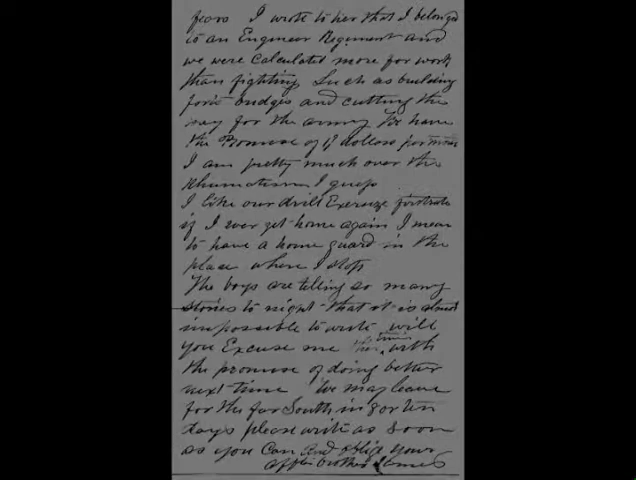 fears I wrote to her that I belonged
to an Engineer Regiment and
we were Calculated more for work
than fighting Such as building
forts bridges and cutting the
way for the army We have
the Promise of 17 dollars per month
I am pretty much over the
Rhumatism I guess
I like our drill Exersize first rate
if I ever get home again I mean
to have a home guard in the
place where I stop
The boys are telling so many
stories to night that it is almost
impossible to write will
you Excuse me this time with
the promise of doing better
next time We may leave
for the far South in 8 or ten
days please write as Soon
as you Can and oblige your
affte brother James